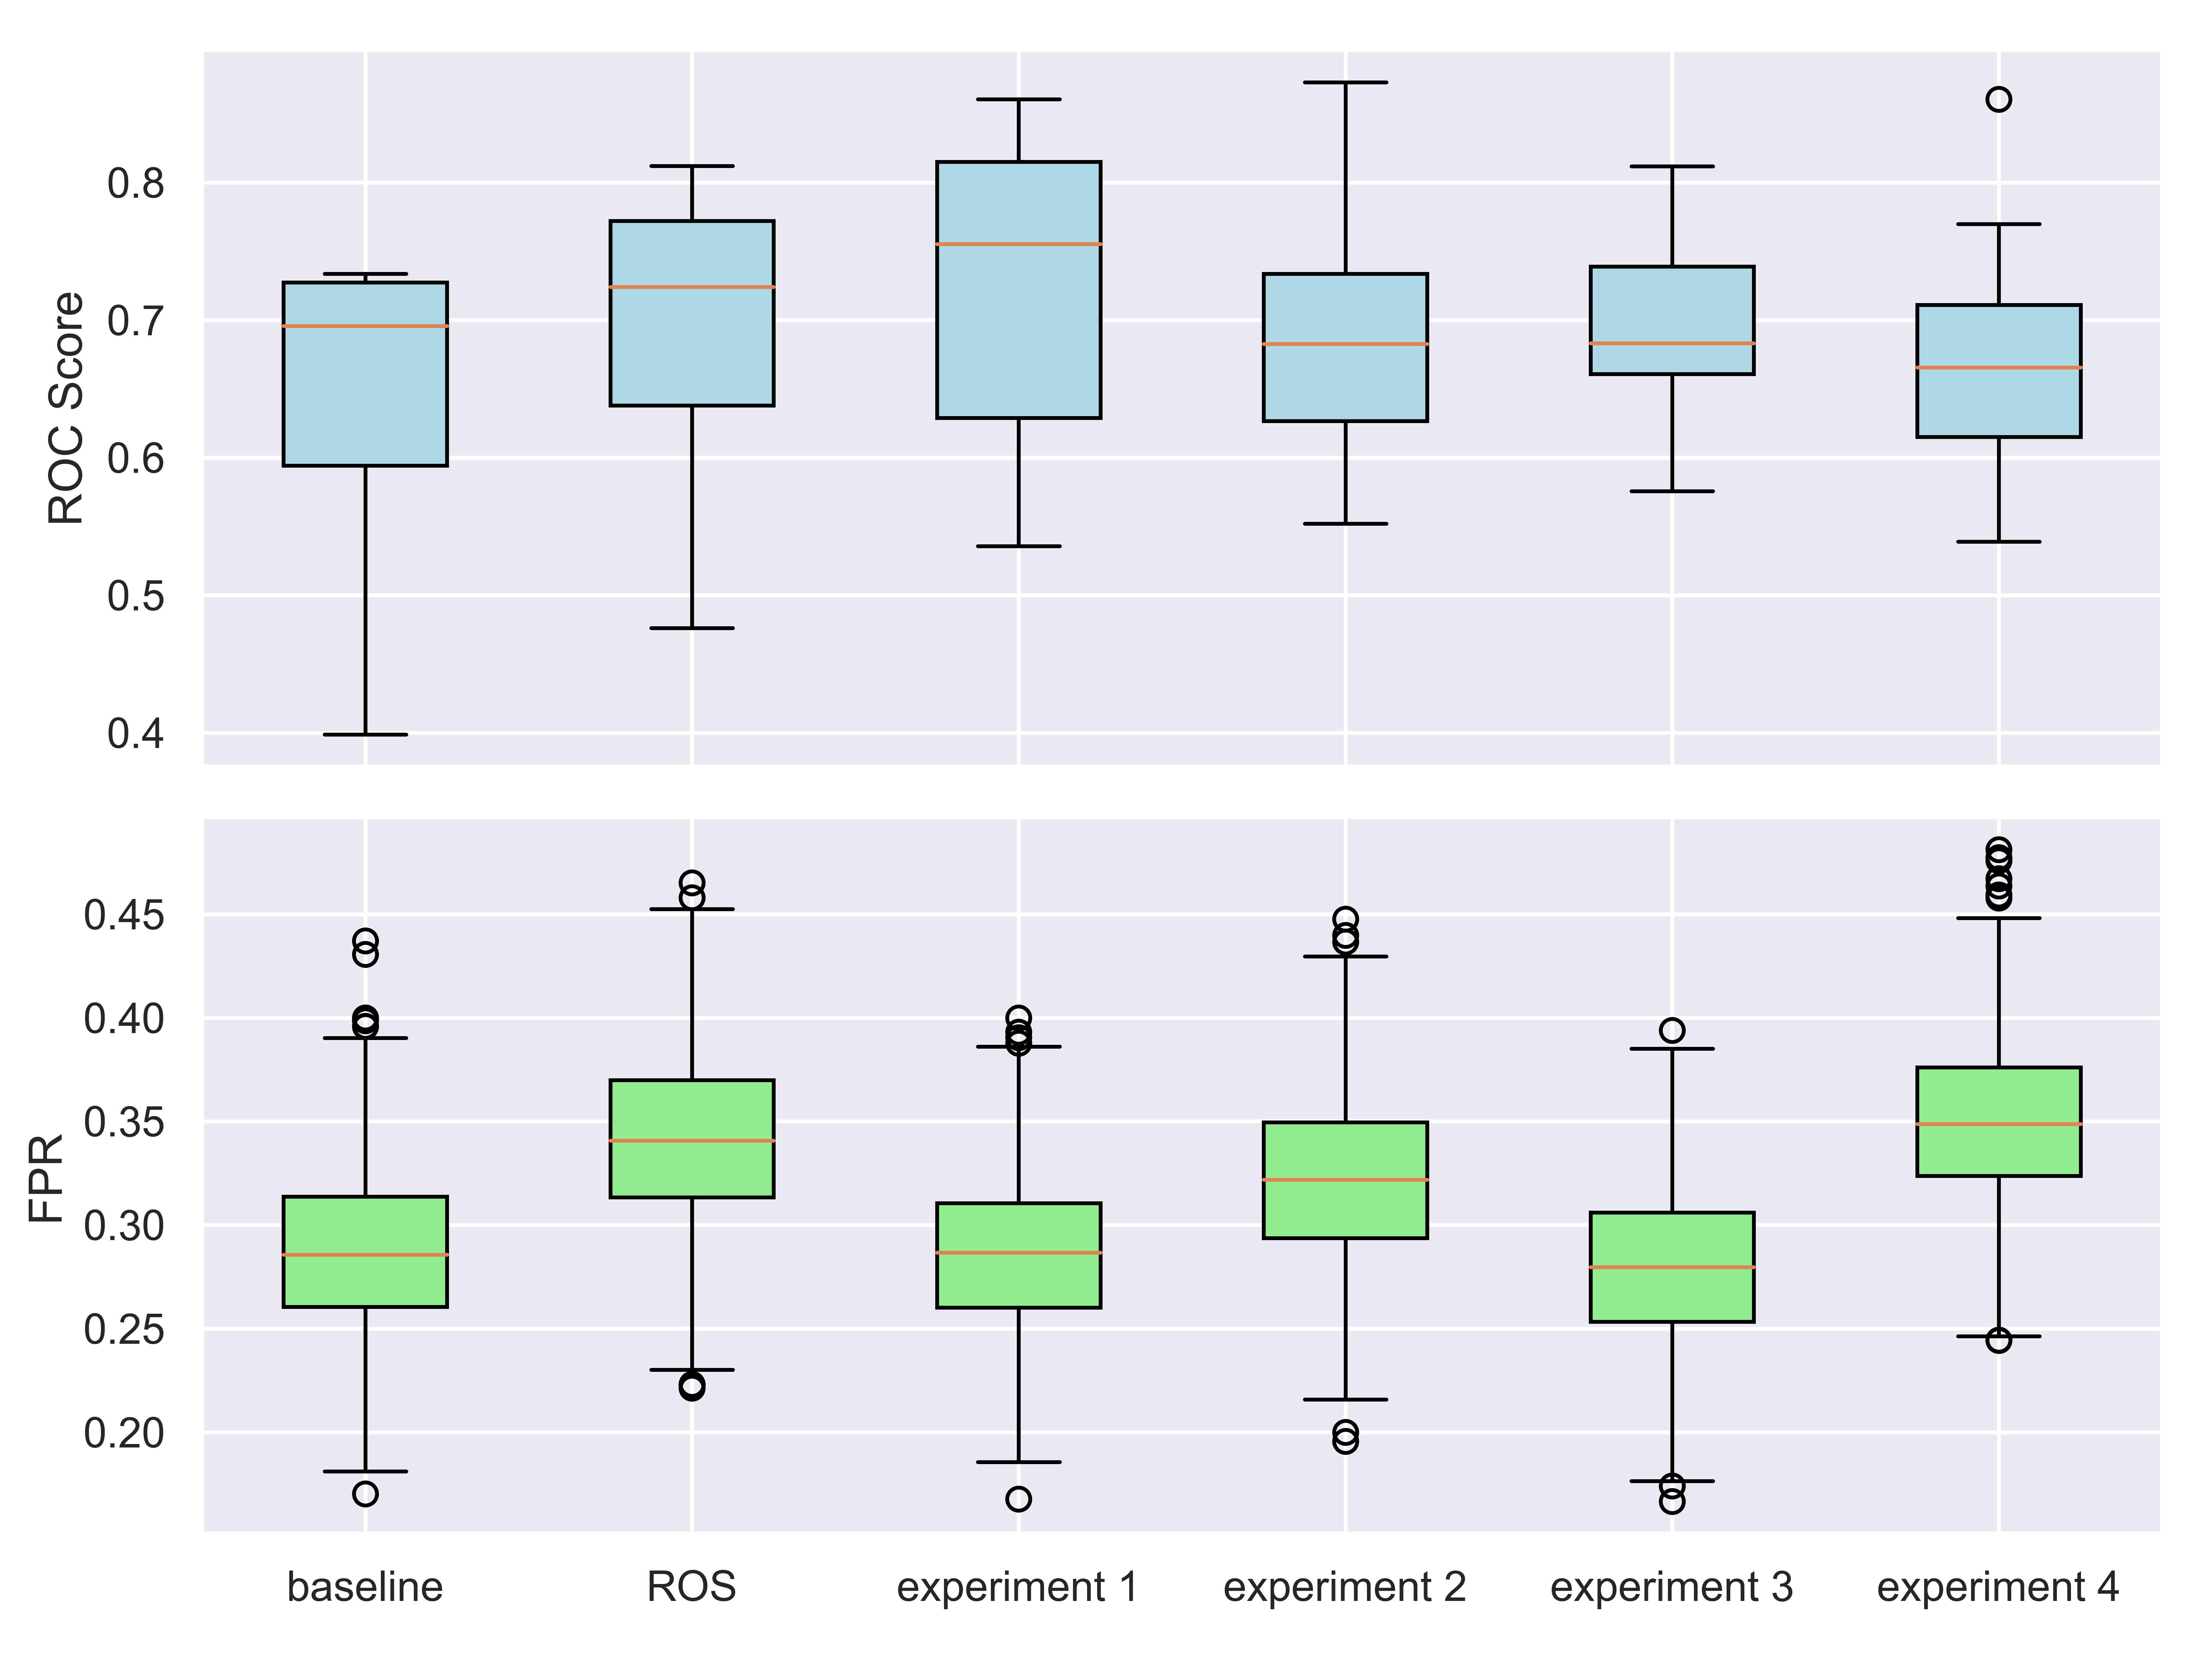 ROC Score
0.8
0.7
0.6
0.5
0.4
FPR
0.45
0.40
0.35
0.30
0.25
0.20
baseline
ROS
experiment 1
experiment 2
experiment 3
experiment 4